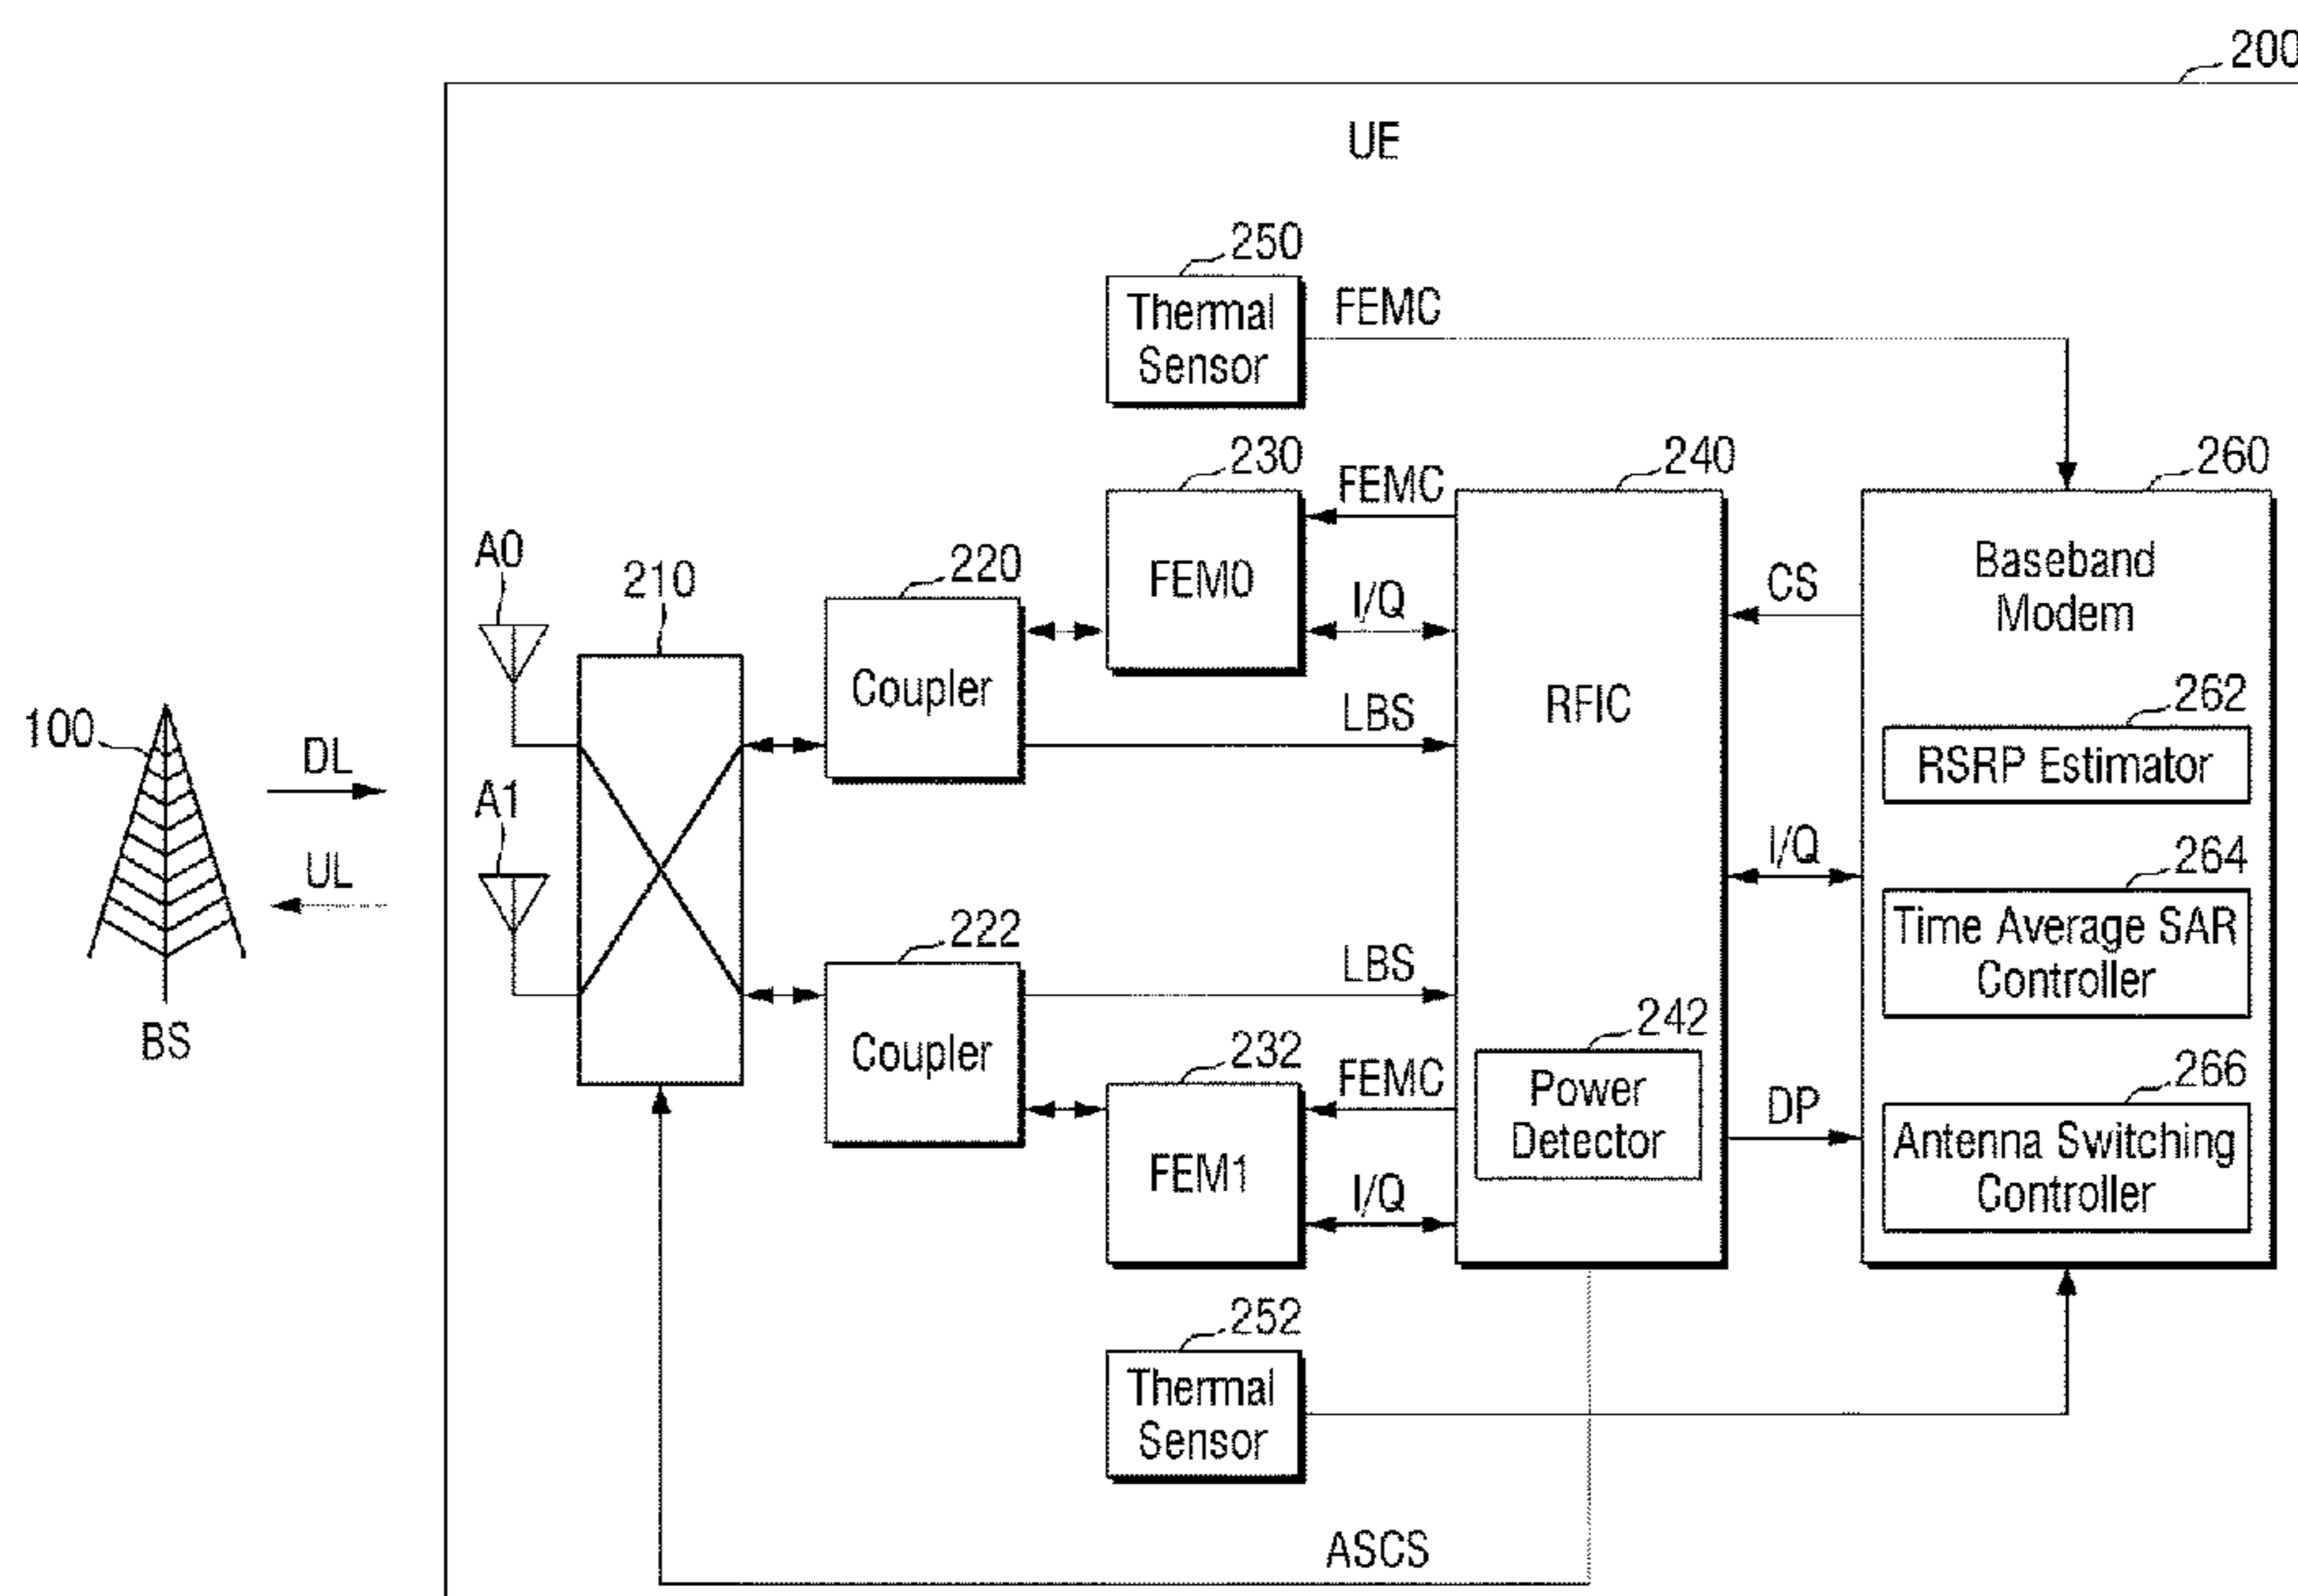 200
UE
250
Thermal
Sensor
FEMC
230
FEM0
FEMC
I/Q
240
RFIC
260
Baseband
Modem
CS
A0
210
220
Coupler
LBS
262
RSRP Estimator
100
DL
UL
BS
A1
I/Q
264
Time Average SAR
Controller
222
Coupler
LBS
242
Power
Detector
232
FEM1
FEMC
I/Q
DP
266
Antenna Switching
Controller
252
Thermal
Sensor
ASCS